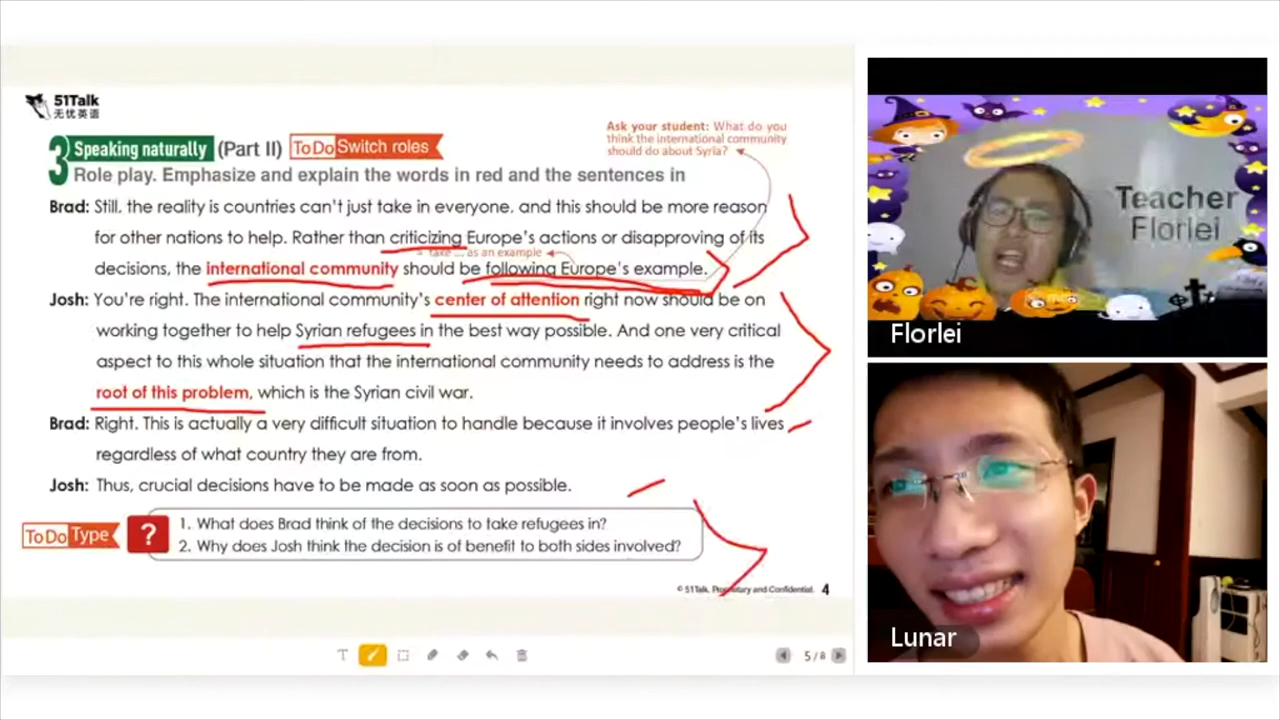 51Talk
无忧英语
3 Speaking naturally (Part II) To Do Switch roles
Ask your student: What do you
think the international community
should do about Syria?
Role play. Emphasize and explain the words in red and the sentences in
Brad: Still, the reality is countries can't just take in everyone, and this should be more reason
for other nations to help. Rather than criticizing Europe's actions or disapproving of its
= take ... as an example
decisions, the international community should be following Europe's example.
Josh: You're right. The international community's center of attention right now should be on
working together to help Syrian refugees in the best way possible. And one very critical
aspect to this whole situation that the international community needs to address is the
root of this problem, which is the Syrian civil war.
Brad: Right. This is actually a very difficult situation to handle because it involves people's lives
regardless of what country they are from.
Josh: Thus, crucial decisions have to be made as soon as possible.
To Do Type ?
1. What does Brad think of the decisions to take refugees in?
2. Why does Josh think the decision is of benefit to both sides involved?
© 51Talk. Proprietary and Confidential. 4
T
5/8
Teacher
Florlei
Florlei
Lunar